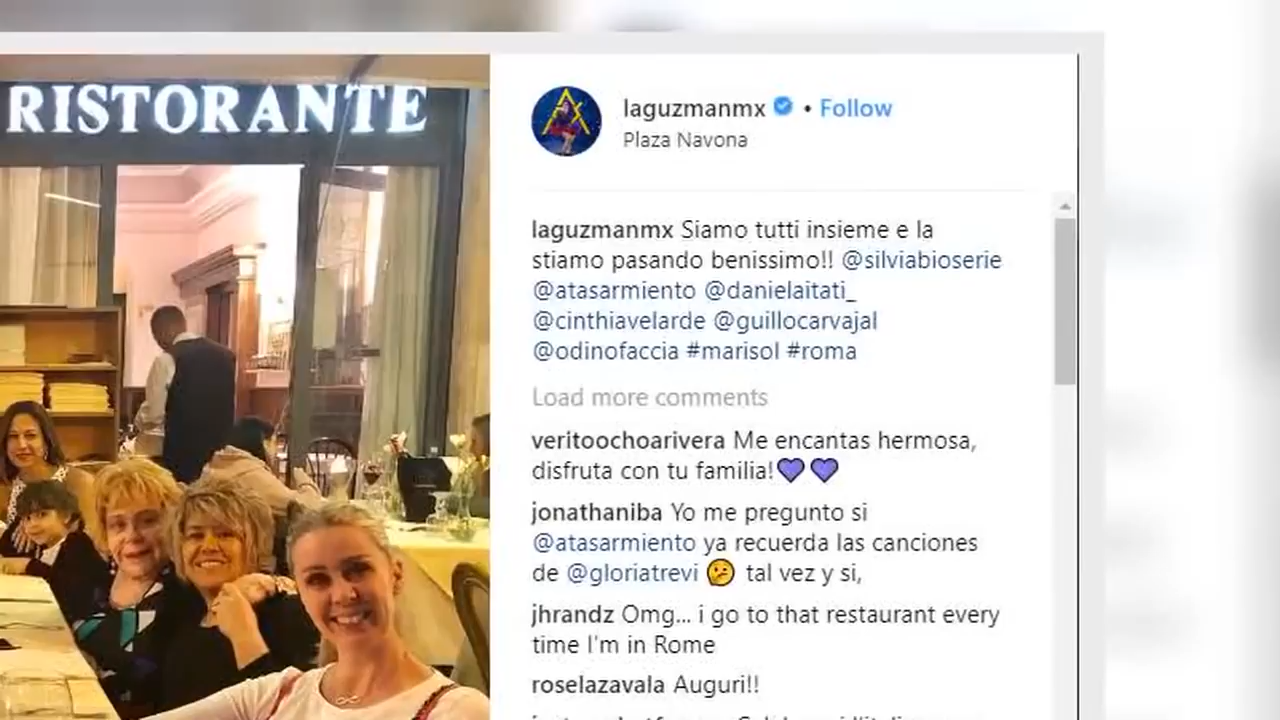 RISTORANTE
laguzmanmx • Follow
Plaza Navona
laguzmanmx Siamo tutti insieme e la
stiamo pasando benissimo!! @silviabioserie
@atasarmiento @danielaitati_
@cinthiavelarde @guillocarvajal
@odinofaccia #marisol #roma
Load more comments
veritoochoarivera Me encantas hermosa,
disfruta con tu familia!💜💜
jonathaniba Yo me pregunto si
@atasarmiento ya recuerda las canciones
de @gloriatrevi 🤔 tal vez y si,
jhrandz Omg... i go to that restaurant every
time I'm in Rome
roselazavala Auguri!!